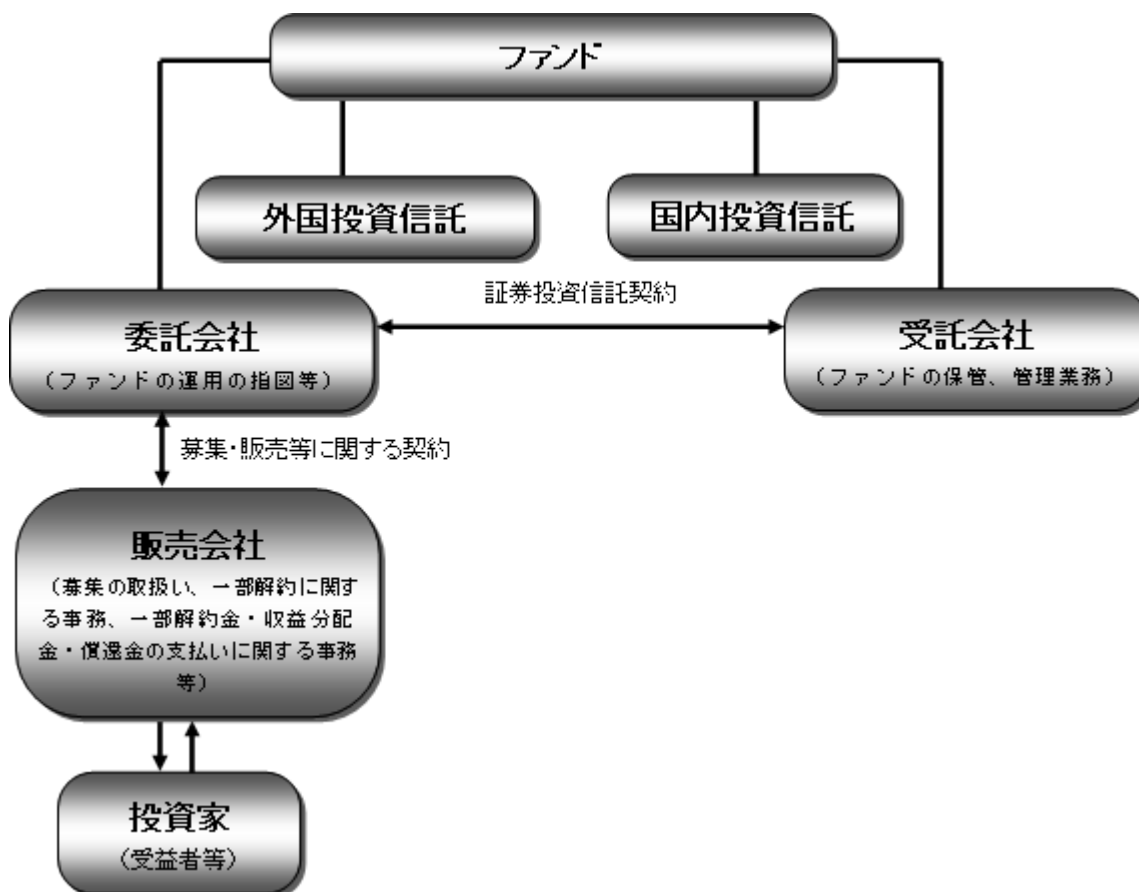 ファンド
外国投資信託
国内投資信託
証券投資信託契約
委託会社
（ファンドの運用の指図等）
受託会社
（ファンドの保管、管理業務）
募集・販売等に関する契約
販売会社
（募集の取扱い、一部解約に関す
る事務、一部解約金・収益分配
金・償還金の支払いに関する事務
等）
投資家
（受益者等）